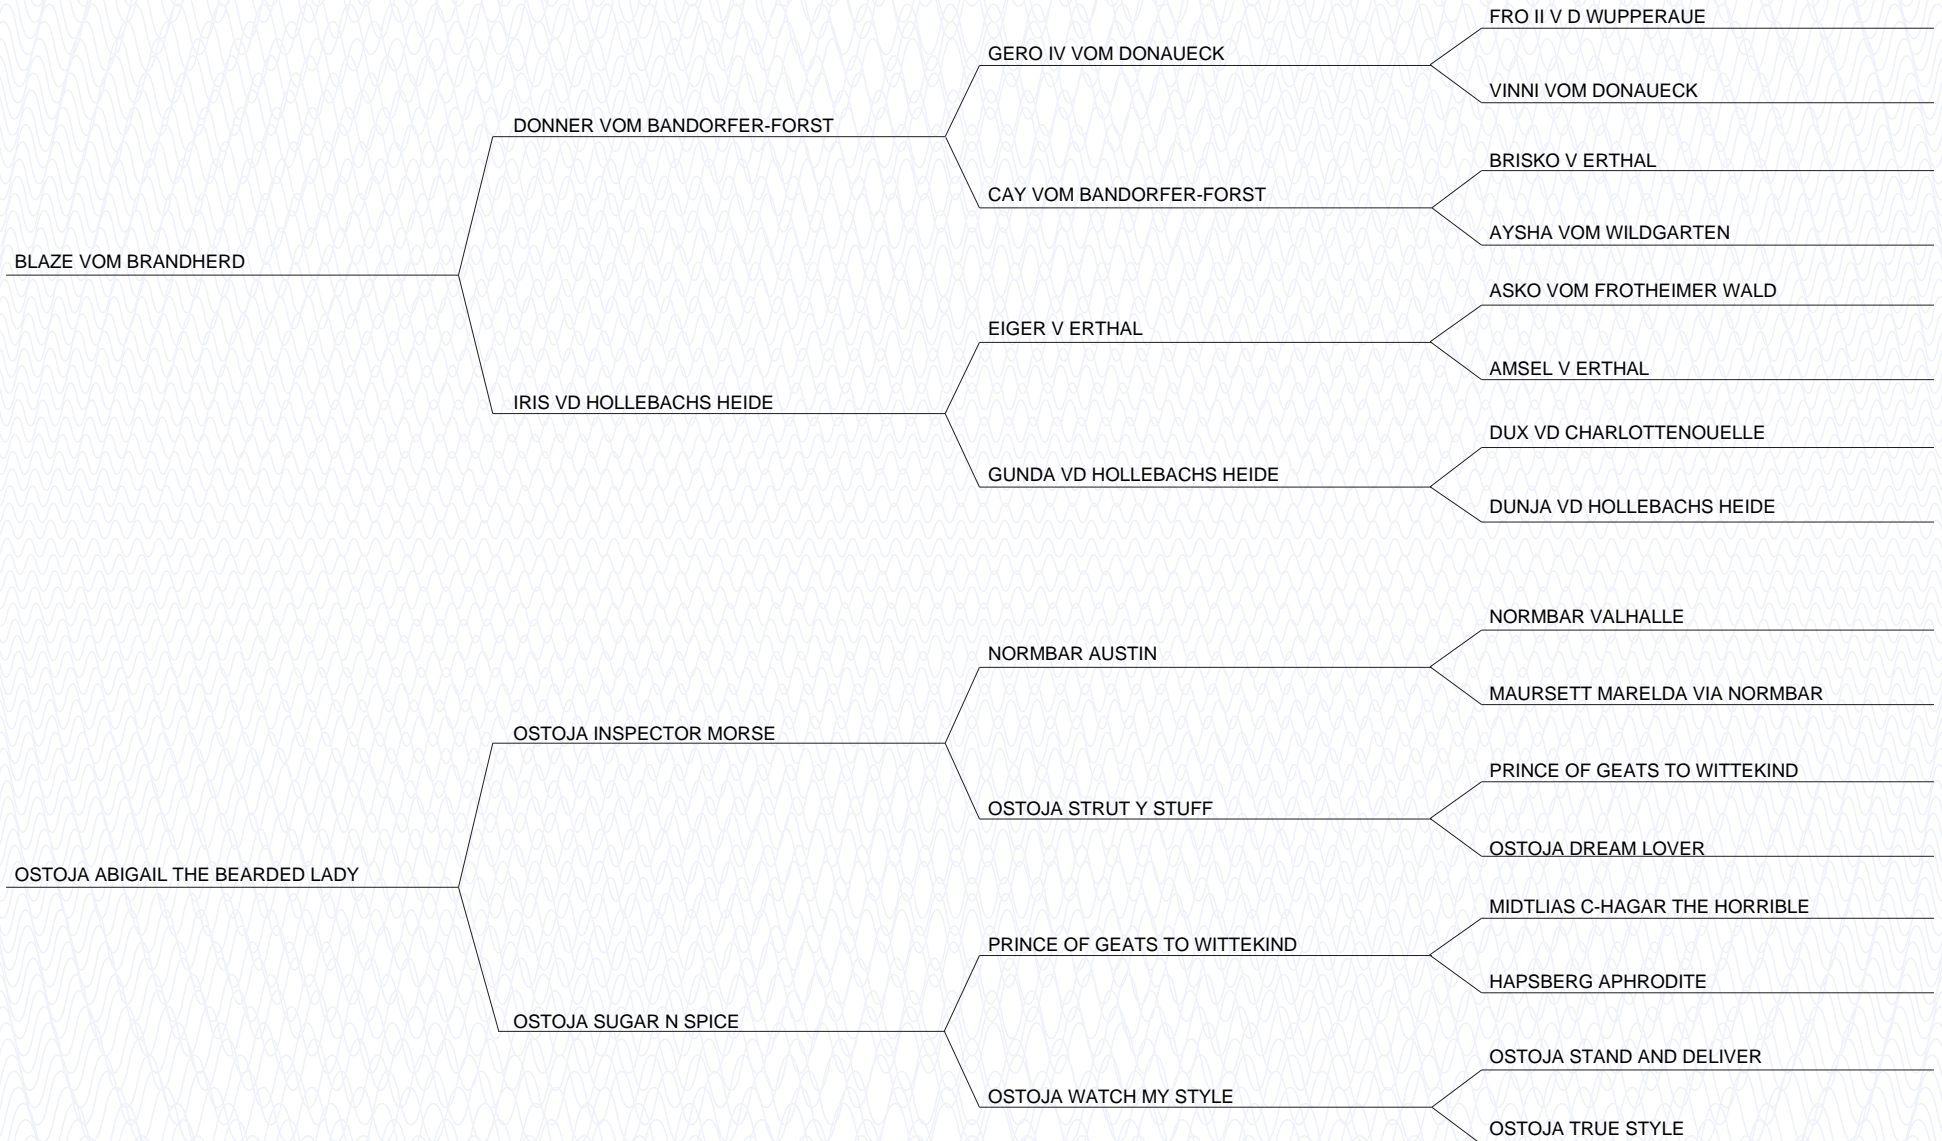 FRO II V D WUPPERAUE
GERO IV VOM DONAUECK
VINNI VOM DONAUECK
DONNER VOM BANDORFER-FORST
BRISKO V ERTHAL
CAY VOM BANDORFER-FORST
AYSHA VOM WILDGARTEN
BLAZE VOM BRANDHERD
ASKO VOM FROTHEIMER WALD
EIGER V ERTHAL
AMSEL V ERTHAL
IRIS VD HOLLEBACHS HEIDE
DUX VD CHARLOTTENOUELLE
GUNDA VD HOLLEBACHS HEIDE
DUNJA VD HOLLEBACHS HEIDE
NORMBAR VALHALLE
NORMBAR AUSTIN
MAURSETT MARELDA VIA NORMBAR
OSTOJA INSPECTOR MORSE
PRINCE OF GEATS TO WITTEKIND
OSTOJA STRUT Y STUFF
OSTOJA DREAM LOVER
OSTOJA ABIGAIL THE BEARDED LADY
MIDTLIAS C-HAGAR THE HORRIBLE
PRINCE OF GEATS TO WITTEKIND
HAPSBERG APHRODITE
OSTOJA SUGAR N SPICE
OSTOJA STAND AND DELIVER
OSTOJA WATCH MY STYLE
OSTOJA TRUE STYLE